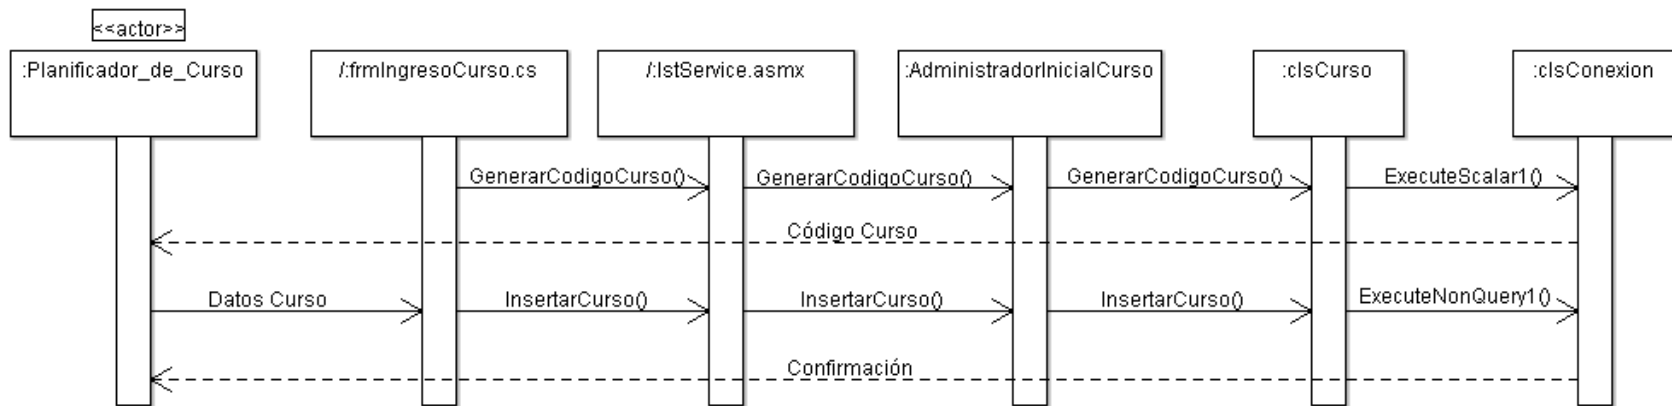 <<actor>>
:Planificador_de_Curso
/:frmIngresoCurso.cs
/:IstService.asmx
:AdministradorInicialCurso
:clsCurso
:clsConexion
GenerarCodigoCurso()
GenerarCodigoCurso()
GenerarCodigoCurso()
ExecuteScalar1()
Código Curso
Datos Curso
InsertarCurso()
InsertarCurso()
InsertarCurso()
ExecuteNonQuery1()
Confirmación